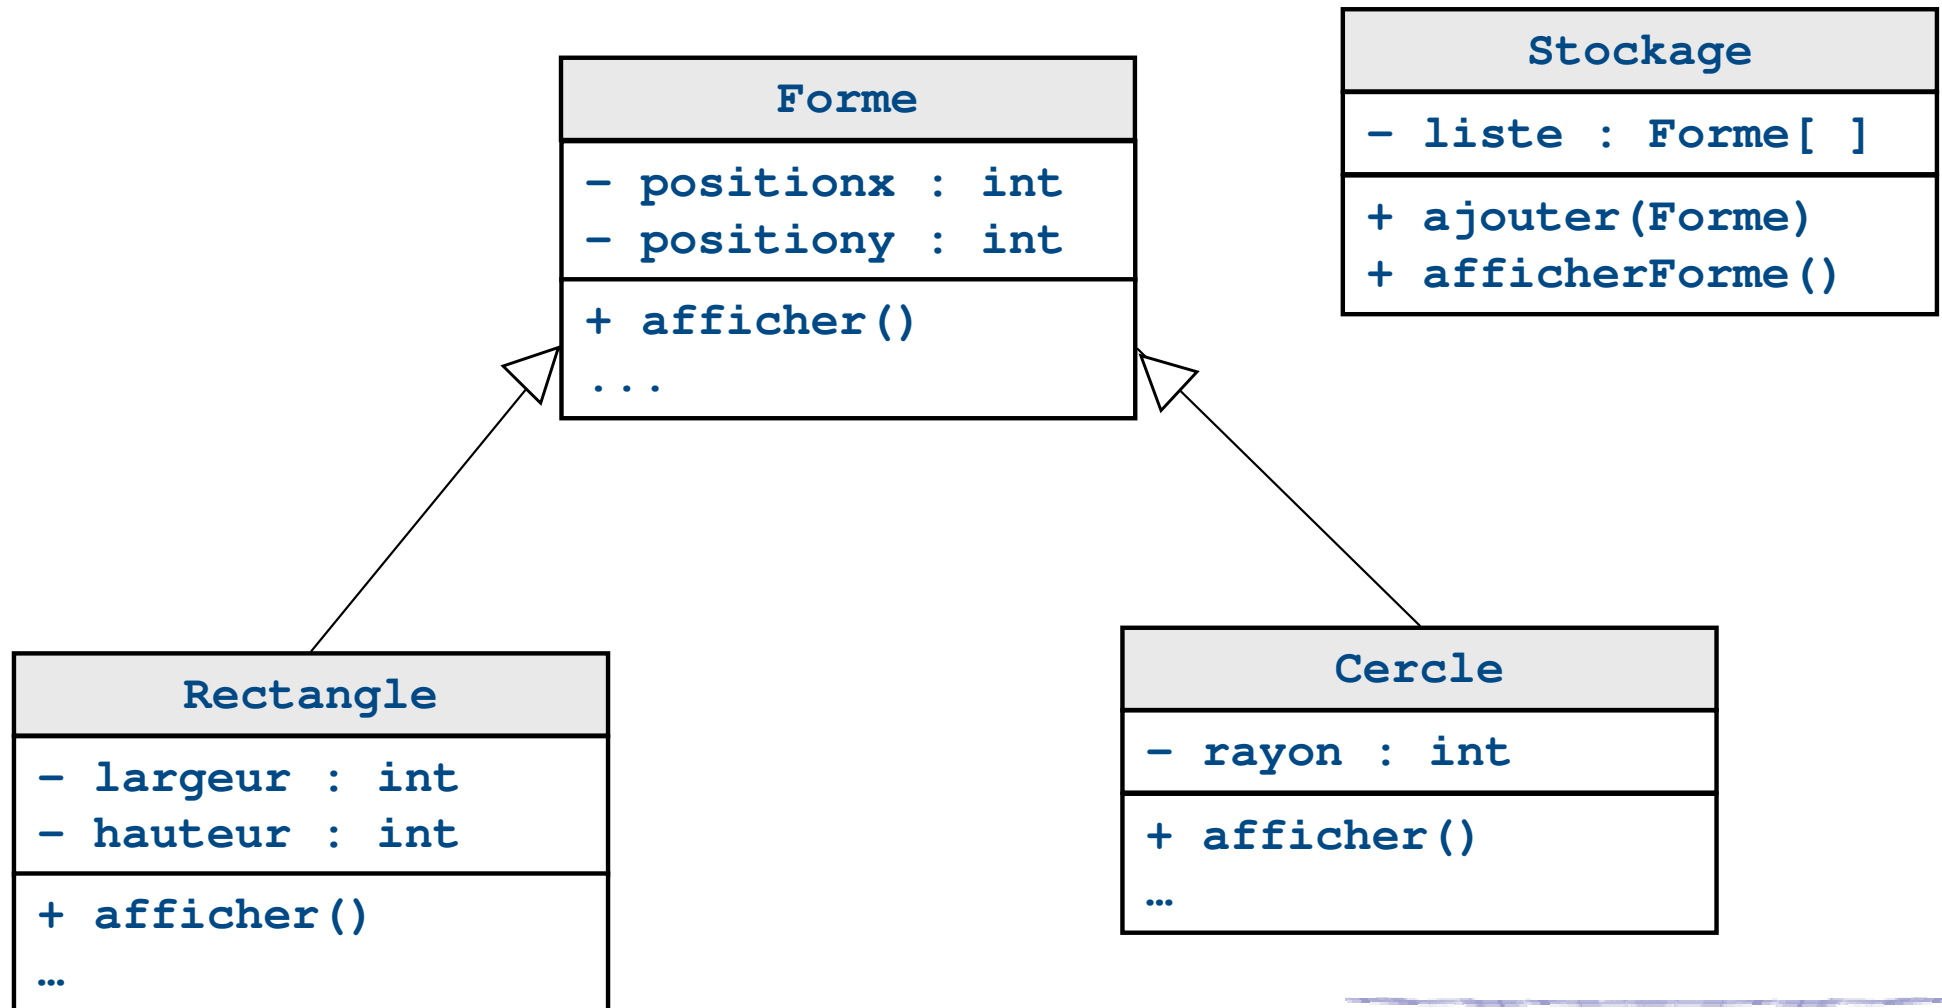 Forme
- positionx : int
- positiony : int
+ afficher()
...
Stockage
- liste : Forme[ ]
+ ajouter(Forme)
+ afficherForme()
Rectangle
- largeur : int
- hauteur : int
+ afficher()
…
Cercle
- rayon : int
+ afficher()
…